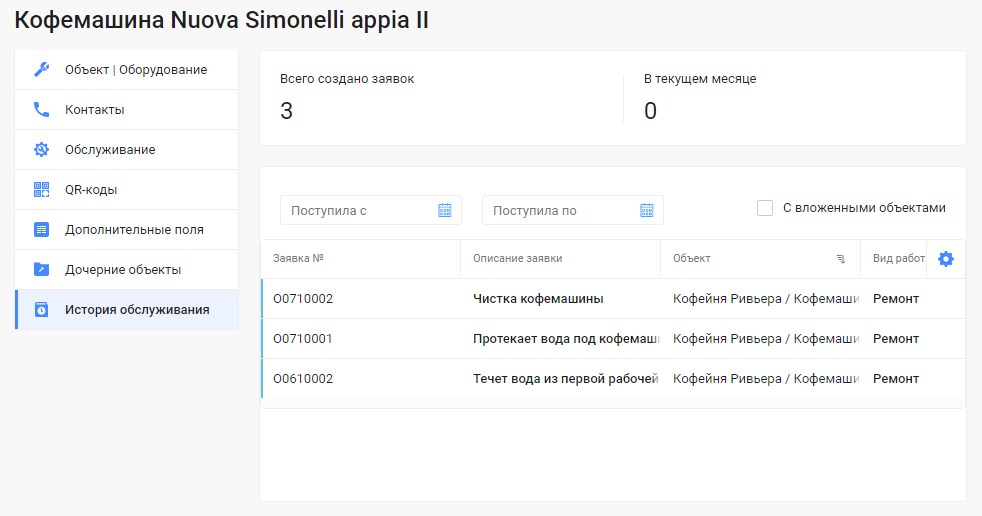 Кофемашина Nuova Simonelli appia II
Объект | Оборудование
Контакты
Обслуживание
QR-коды
Дополнительные поля
Дочерние объекты
История обслуживания
Всего создано заявок
3
В текущем месяце
0
Поступила с
Поступила по
С вложенными объектами
Заявка № Описание заявки Объект Вид работ
O0710002 Чистка кофемашины Кофейня Ривьера / Кофемаши Ремонт
O0710001 Протекает вода под кофемаш Кофейня Ривьера / Кофемаши Ремонт
O0610002 Течет вода из первой рабочей Кофейня Ривьера / Кофемаши Ремонт